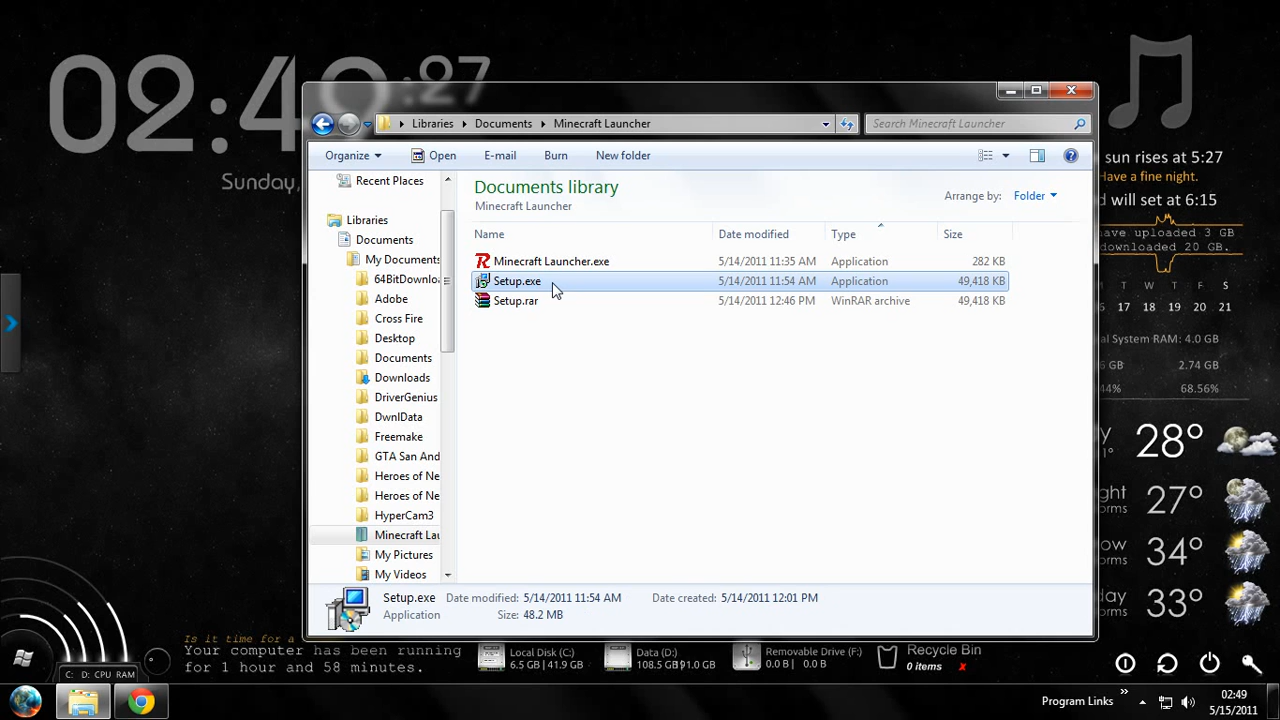 02:4
:27
Sunday,
Libraries
Documents
Minecraft Launcher
Search Minecraft Launcher
Organize
Open
E-mail
Burn
New folder
Recent Places
Libraries
Documents
My Documents
64BitDownlo
Adobe
Cross Fire
Desktop
Documents
Downloads
DriverGenius
DwnlData
Freemake
GTA San And
Heroes of Ne
Heroes of Ne
HyperCam3
Minecraft Lau
My Pictures
My Videos
Documents library
Minecraft Launcher
Arrange by: Folder
Name Date modified Type Size
Minecraft Launcher.exe 5/14/2011 11:35 AM Application 282 KB
Setup.exe 5/14/2011 11:54 AM Application 49,418 KB
Setup.rar 5/14/2011 12:46 PM WinRAR archive 49,418 KB
Setup.exe Date modified: 5/14/2011 11:54 AM Date created: 5/14/2011 12:01 PM
Application Size: 48.2 MB
sun rises at 5:27
Have a fine night.
d will set at 6:15
have uploaded 3 GB
downloaded 20 GB.
M T W T F S
6 17 18 19 20 21
al System RAM: 4.0 GB
GB 2.74 GB
44% 68.56%
y 28°
1°
ght 27°
orms
ow 34°
orms
day 33°
orms
Is it time for a
Your computer has been running
for 1 hour and 58 minutes.
C: D: CPU RAM
Local Disk (C:)
6.5 GB | 41.9 GB
Data (D:)
Removable Drive (F:)
0.0 B | 0.0 B
Recycle Bin
0 items x
Program Links
02:49
5/15/2011